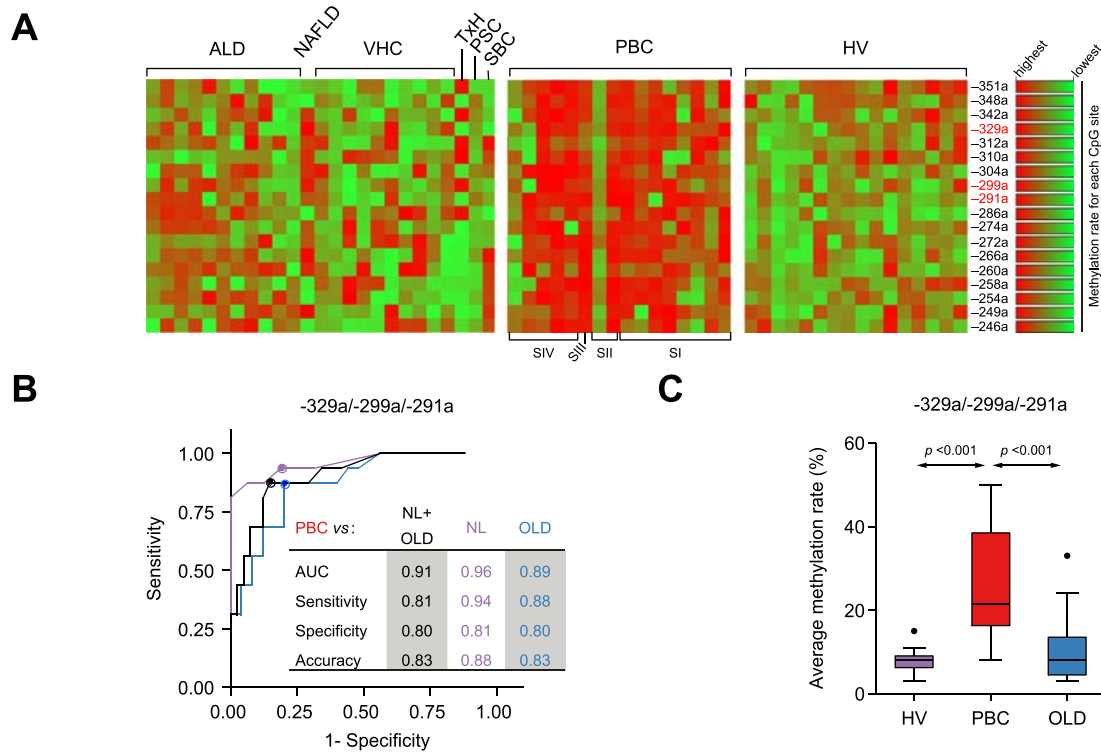 A
ALD
NAFLD
VHC
TxH
PSC
SBC
PBC
HV
highest
lowest
–351a
–348a
–342a
–329a
–312a
–310a
–304a
–299a
–291a
–286a
–274a
–272a
–266a
–260a
–258a
–254a
–249a
–246a
Methylation rate for each CpG site
SIV
SIII
SII
SI
B
-329a/-299a/-291a
Sensitivity
1.00
0.75
0.50
0.25
0.00
0.00 0.25 0.50 0.75 1.00
1- Specificity
PBC vs: NL+ OLD NL OLD
AUC 0.91 0.96 0.89
Sensitivity 0.81 0.94 0.88
Specificity 0.80 0.81 0.80
Accuracy 0.83 0.88 0.83
C
-329a/-299a/-291a
Average methylation rate (%)
60
40
20
0
p <0.001 p <0.001
HV PBC OLD